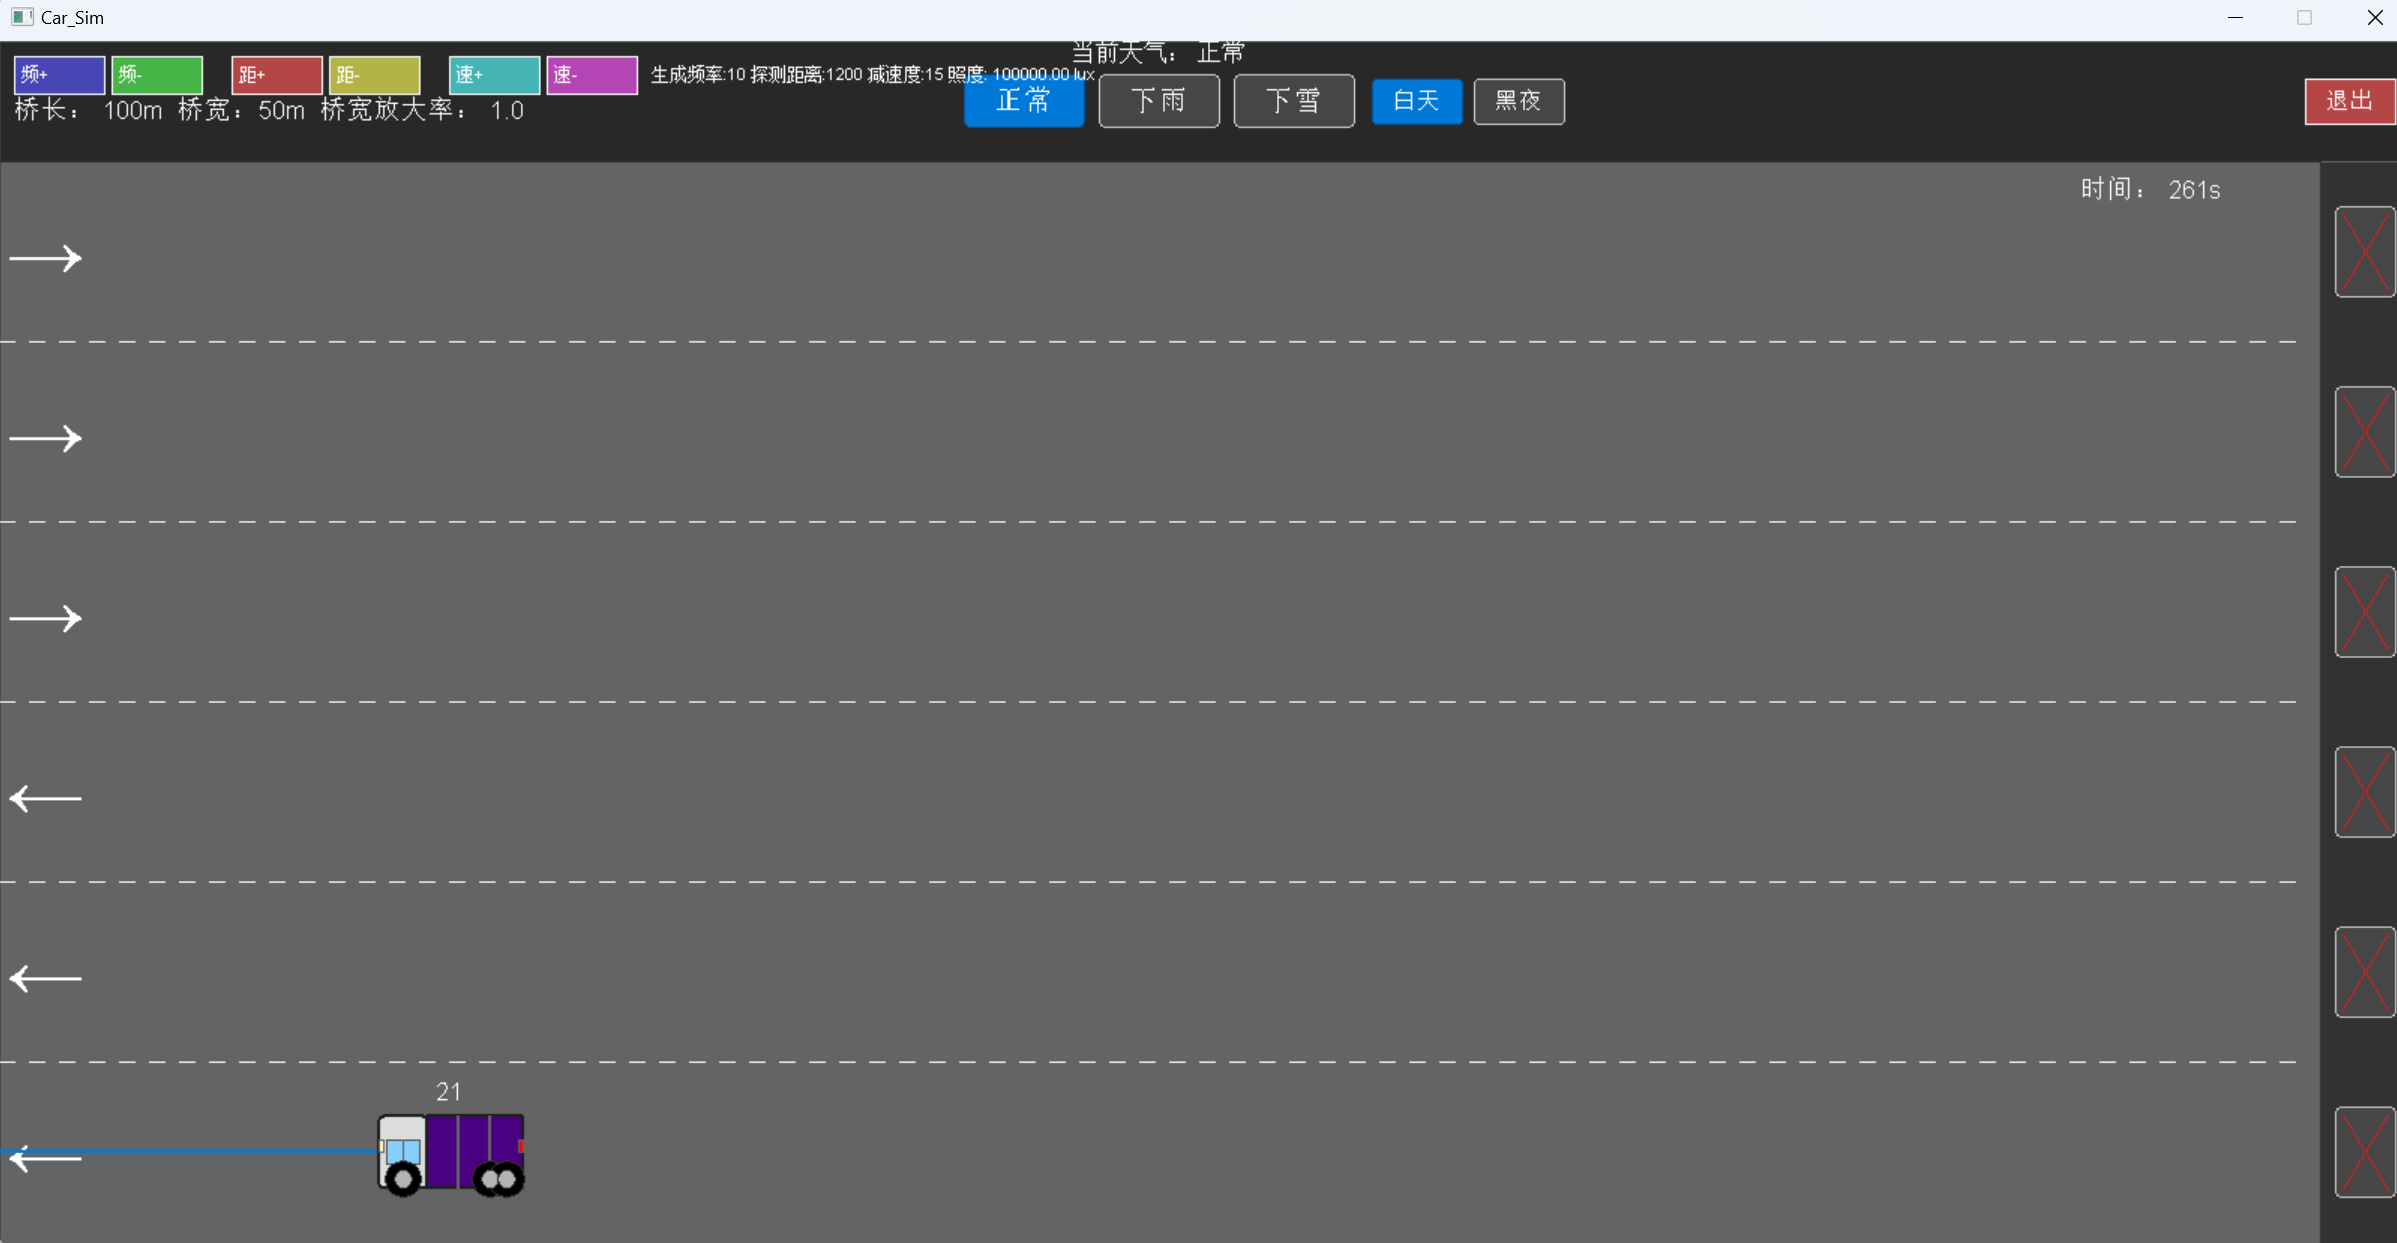 Car_Sim
当前天气： 正常
频+ 频- 距+ 距- 速+ 速- 生成频率:10 探测距离:1200 减速度:15 照度: 100000.00 lux
正常 下雨 下雪 白天 黑夜 退出
桥长： 100m 桥宽：50m 桥宽放大率： 1.0
时间： 261s
21